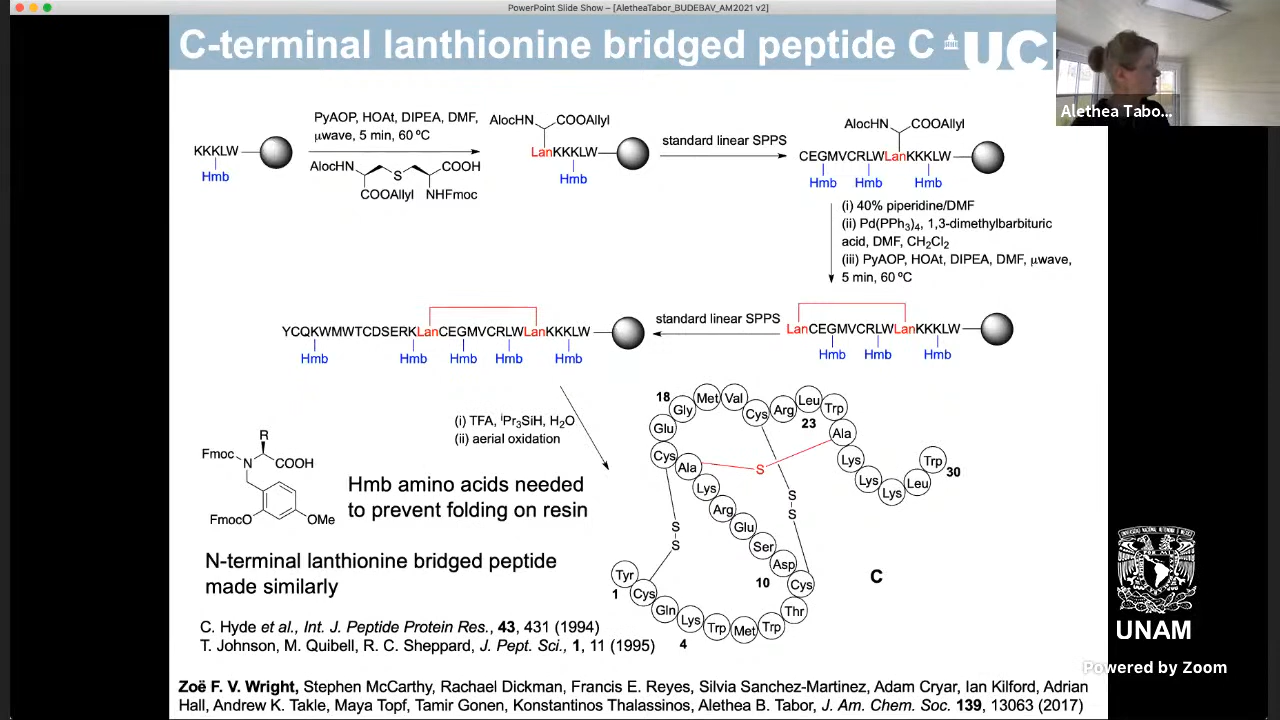 PowerPoint Slide Show – [AletheaTabor_BUDEBAV_AM2021 v2]
C-terminal lanthionine bridged peptide C
UC
Alethea Tabo...
PyAOP, HOAt, DIPEA, DMF,
μwave, 5 min, 60 ºC
KKKLW
Hmb
AlocHN
COOH
S
COOAllyl
NHFmoc
AlocHN
COOAllyl
LanKKKLW
Hmb
standard linear SPPS
AlocHN
COOAllyl
CEGMVCRLWLanKKKLW
Hmb Hmb Hmb
(i) 40% piperidine/DMF
(ii) Pd(PPh3)4, 1,3-dimethylbarbituric
acid, DMF, CH2Cl2
(iii) PyAOP, HOAt, DIPEA, DMF, μwave,
5 min, 60 ºC
LanCEGMVCRLWLanKKKLW
Hmb Hmb Hmb
standard linear SPPS
YCQKWMWTCDSERKLanCEGMVCRLWLanKKKLW
Hmb Hmb Hmb Hmb Hmb
(i) TFA, iPr3SiH, H2O
(ii) aerial oxidation
R
Fmoc
N
COOH
FmocO
OMe
Hmb amino acids needed
to prevent folding on resin
N-terminal lanthionine bridged peptide
made similarly
Tyr Cys Gln Lys Trp Met Trp Thr Cys Asp Ser Glu Arg Lys Ala Cys Glu Gly Met Val Cys Arg Leu Trp Ala Lys Lys Lys Leu Trp
1
4
10
18
23
30
S
S
S
S
S
C
C. Hyde et al., Int. J. Peptide Protein Res., 43, 431 (1994)
T. Johnson, M. Quibell, R. C. Sheppard, J. Pept. Sci., 1, 11 (1995)
Zoë F. V. Wright, Stephen McCarthy, Rachael Dickman, Francis E. Reyes, Silvia Sanchez-Martinez, Adam Cryar, Ian Kilford, Adrian
Hall, Andrew K. Takle, Maya Topf, Tamir Gonen, Konstantinos Thalassinos, Alethea B. Tabor, J. Am. Chem. Soc. 139, 13063 (2017)
UNAM
Powered by Zoom